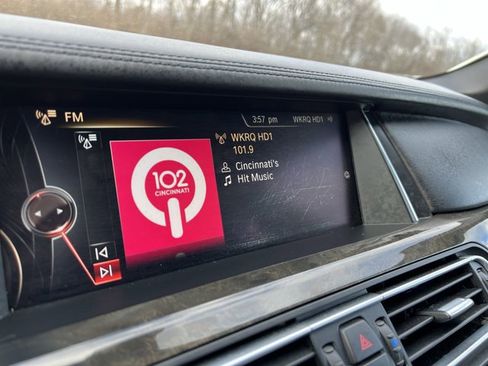 FM
3:57 pm
WKRQ HD1
WKRQ HD1
101.9
Cincinnati's
Hit Music
102
CINCINNATI